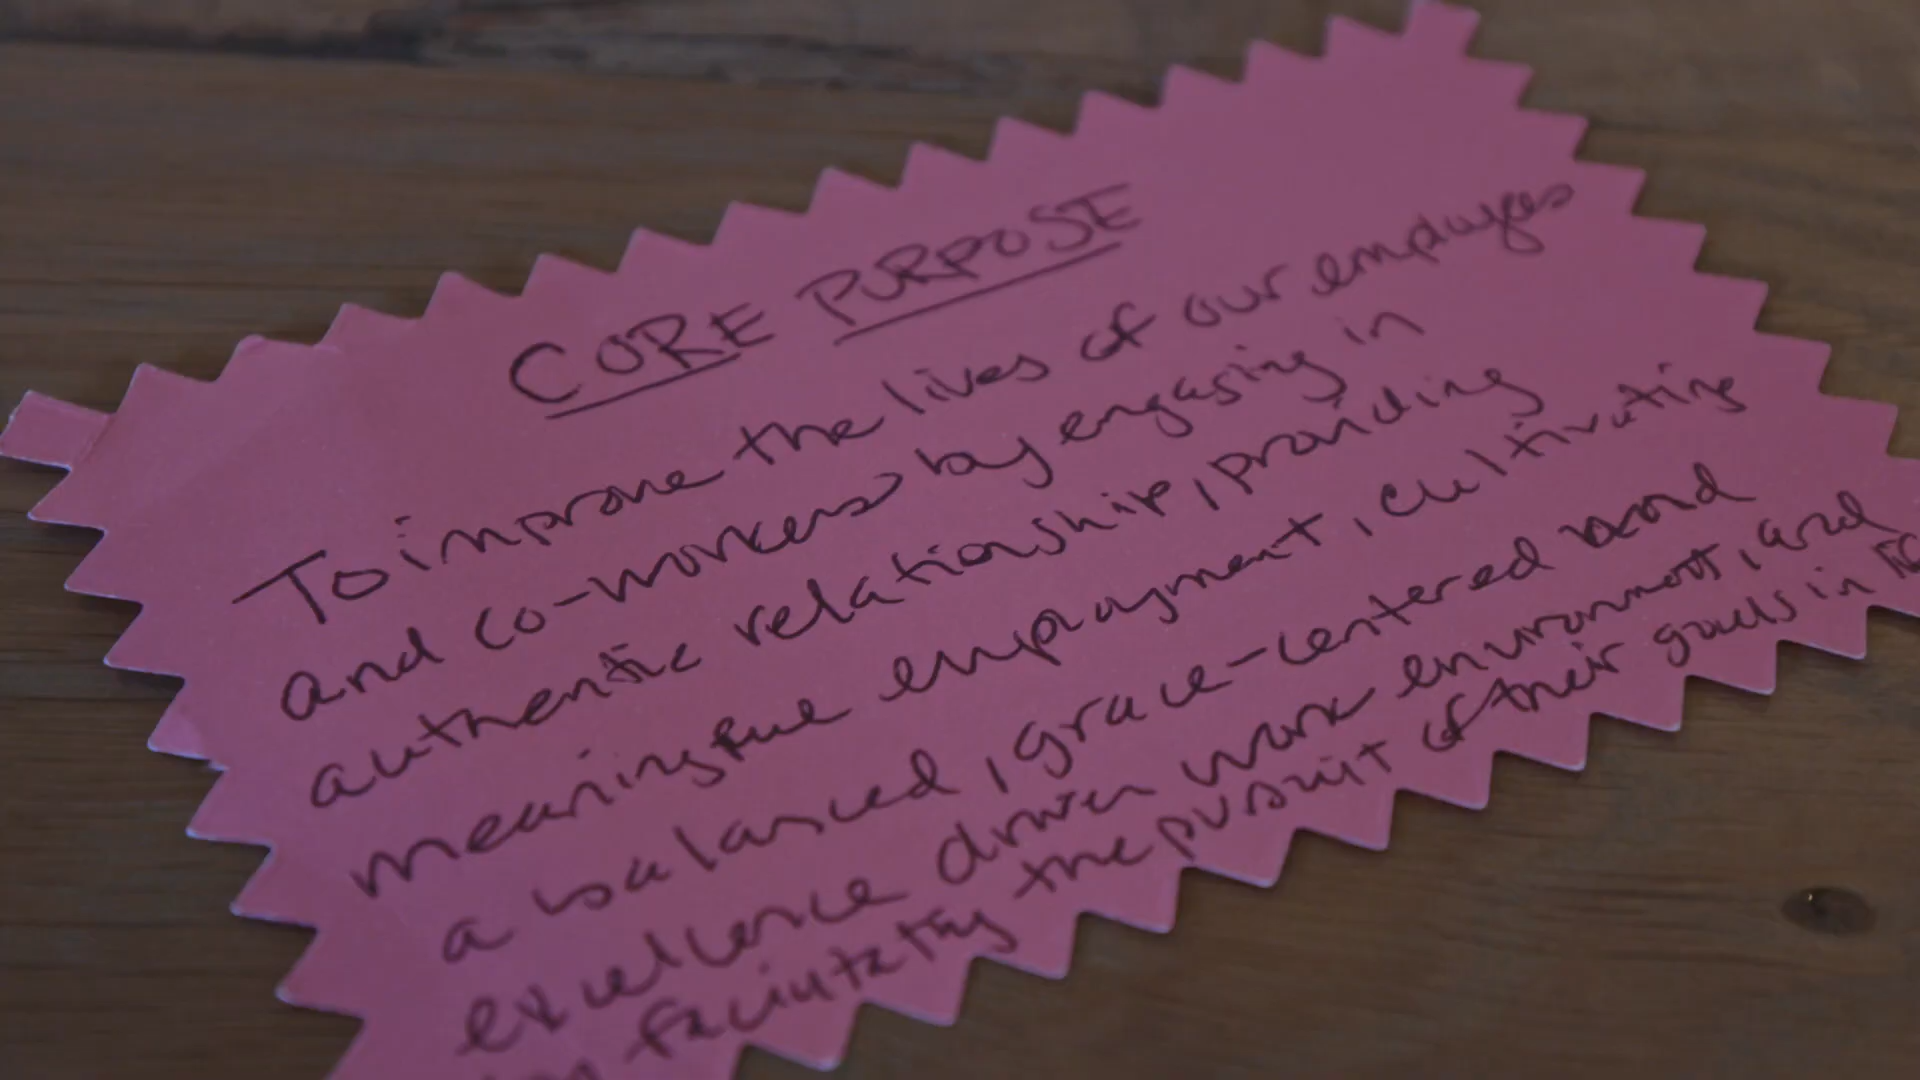 CORE PURPOSE
To improve the lives of our employees
and co-workers by engaging in
authentic relationship, providing
meaningful employment, cultivating
a balanced, grace-centered and
excellence driven work environment, and
by facilitating the pursuit of their goals in